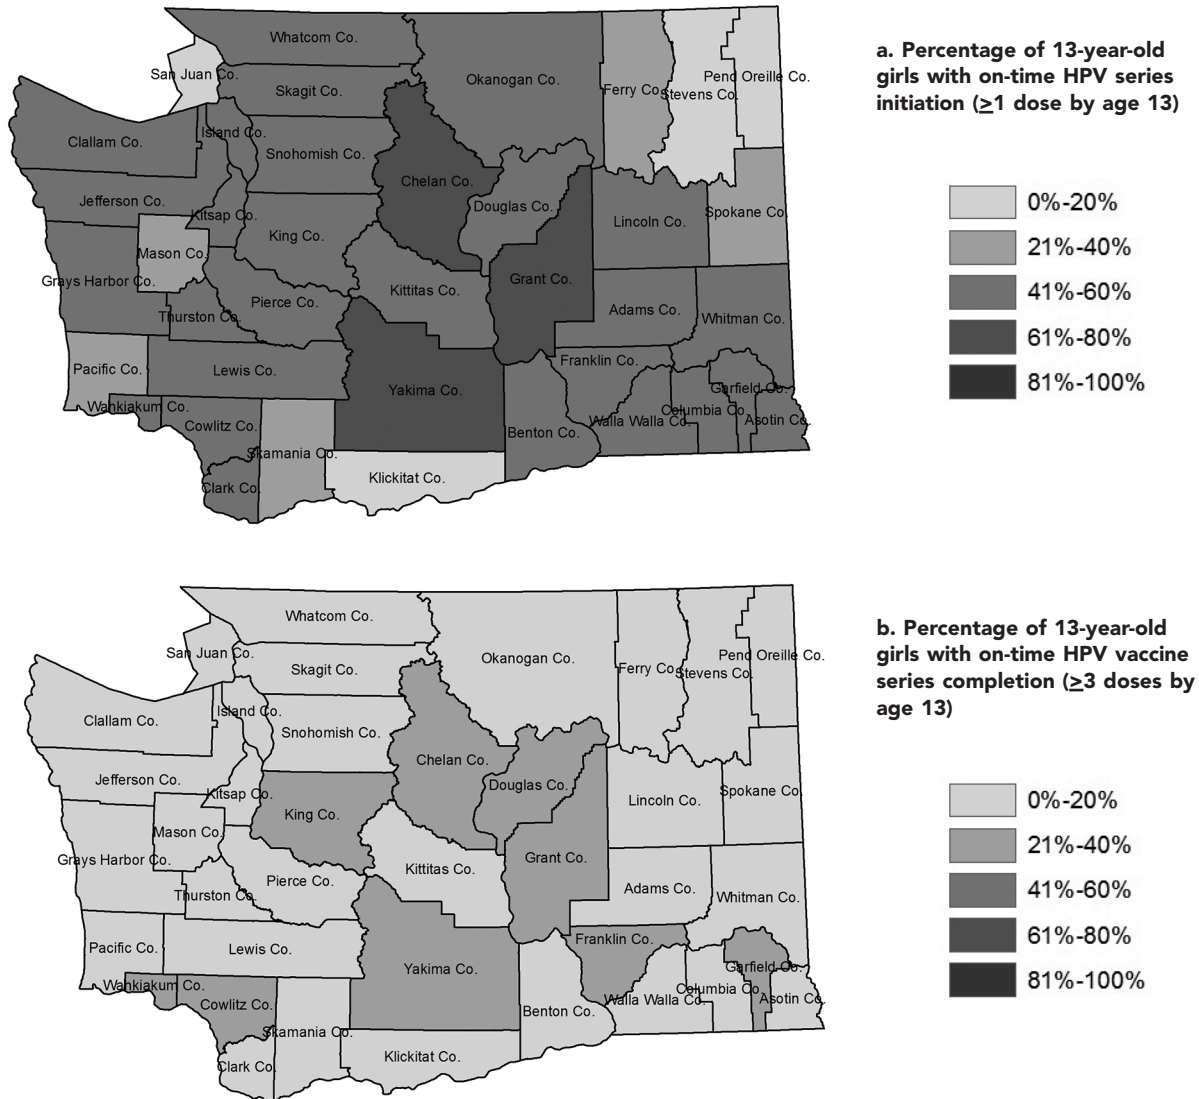 Whatcom Co.
San Juan Co.
Skagit Co.
Okanogan Co.
Ferry Co.
Stevens Co.
Pend Oreille Co.
Clallam Co.
Island Co.
Snohomish Co.
Chelan Co.
Jefferson Co.
Kitsap Co.
King Co.
Douglas Co.
Lincoln Co.
Spokane Co.
Mason Co.
Grays Harbor Co.
Thurston Co.
Pierce Co.
Kittitas Co.
Grant Co.
Adams Co.
Whitman Co.
Pacific Co.
Lewis Co.
Yakima Co.
Franklin Co.
Wahkiakum Co.
Cowlitz Co.
Skamania Co.
Benton Co.
Walla Walla Co.
Columbia Co.
Garfield Co.
Asotin Co.
Clark Co.
Klickitat Co.
a. Percentage of 13-year-old
girls with on-time HPV series
initiation (≥1 dose by age 13)
0%-20%
21%-40%
41%-60%
61%-80%
81%-100%
Whatcom Co.
San Juan Co.
Skagit Co.
Okanogan Co.
Ferry Co.
Stevens Co.
Pend Oreille Co.
Clallam Co.
Island Co.
Snohomish Co.
Chelan Co.
Jefferson Co.
Kitsap Co.
King Co.
Douglas Co.
Lincoln Co.
Spokane Co.
Mason Co.
Grays Harbor Co.
Thurston Co.
Pierce Co.
Kittitas Co.
Grant Co.
Adams Co.
Whitman Co.
Pacific Co.
Lewis Co.
Yakima Co.
Franklin Co.
Wahkiakum Co.
Cowlitz Co.
Skamania Co.
Benton Co.
Walla Walla Co.
Columbia Co.
Garfield Co.
Asotin Co.
Clark Co.
Klickitat Co.
b. Percentage of 13-year-old
girls with on-time HPV vaccine
series completion (≥3 doses by
age 13)
0%-20%
21%-40%
41%-60%
61%-80%
81%-100%